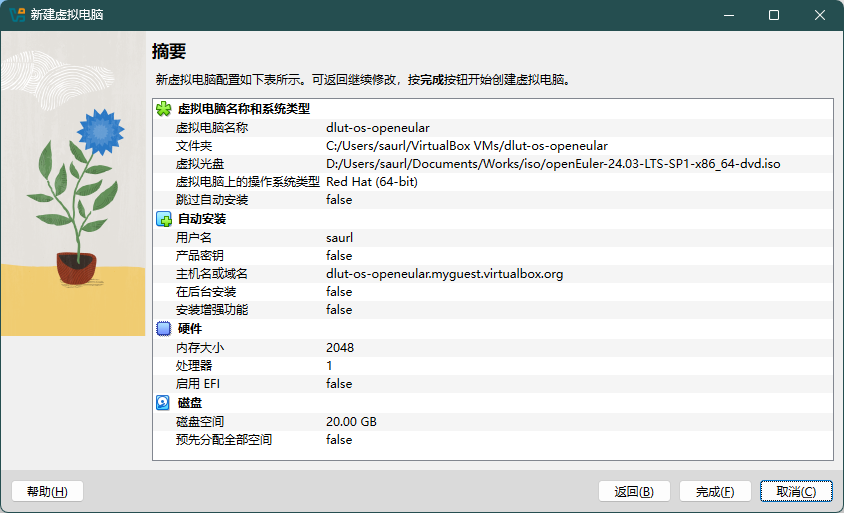 新建虚拟电脑
摘要
新虚拟电脑配置如下表所示。可返回继续修改，按完成按钮开始创建虚拟电脑。
虚拟电脑名称和系统类型
虚拟电脑名称 dlut-os-openeular
文件夹 C:/Users/saurl/VirtualBox VMs/dlut-os-openeular
虚拟光盘 D:/Users/saurl/Documents/Works/iso/openEuler-24.03-LTS-SP1-x86_64-dvd.iso
虚拟电脑上的操作系统类型 Red Hat (64-bit)
跳过自动安装 false
自动安装
用户名 saurl
产品密钥 false
主机名或域名 dlut-os-openeular.myguest.virtualbox.org
在后台安装 false
安装增强功能 false
硬件
内存大小 2048
处理器 1
启用 EFI false
磁盘
磁盘空间 20.00 GB
预先分配全部空间 false
帮助(H) 返回(B) 完成(F) 取消(C)